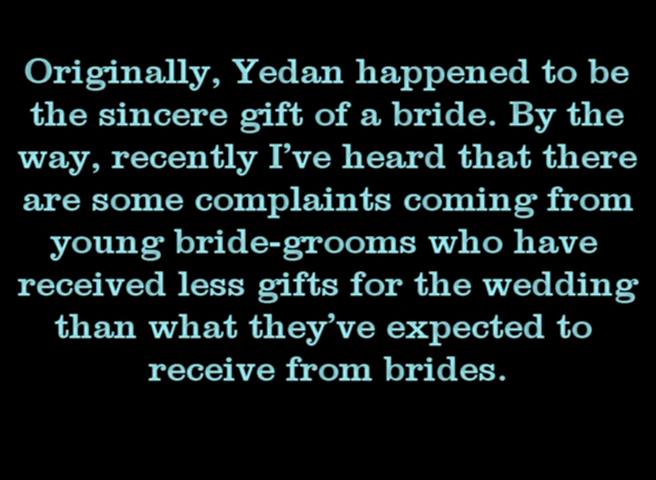 Originally, Yedan happened to be
the sincere gift of a bride. By the
way, recently I've heard that there
are some complaints coming from
young bride-grooms who have
received less gifts for the wedding
than what they've expected to
receive from brides.